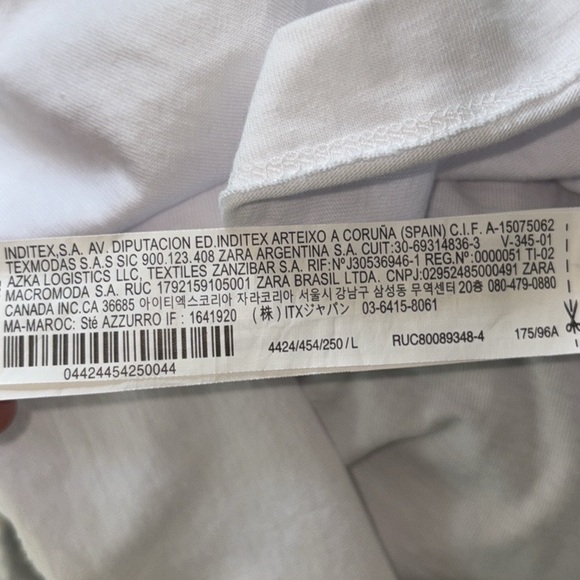 INDITEX,S.A. AV. DIPUTACION ED.INDITEX ARTEIXO A CORUÑA (SPAIN) C.I.F. A-15075062
TEXMODAS S.A.S SIC 900.123.408 ZARA ARGENTINA S.A. CUIT:30-69314836-3 V-345-01
AZKA LOGISTICS LLC, TEXTILES ZANZIBAR S.A. RIF:NºJ30536946-1 REG.Nº0000051 TI-02
MACROMODA S.A. RUC 1792159105001 ZARA BRASIL LTDA. CNPJ:02952485000491 ZARA
CANADA INC.CA 36685 아이티엑스코리아 자라코리아 서울시 강남구 삼성동 무역센터 20층 080-479-0880
MA-MAROC: Sté AZZURRO IF : 1641920 (株) ITXジャパン 03-6415-8061
4424/454/250 / L RUC80089348-4 175/96A
04424454250044